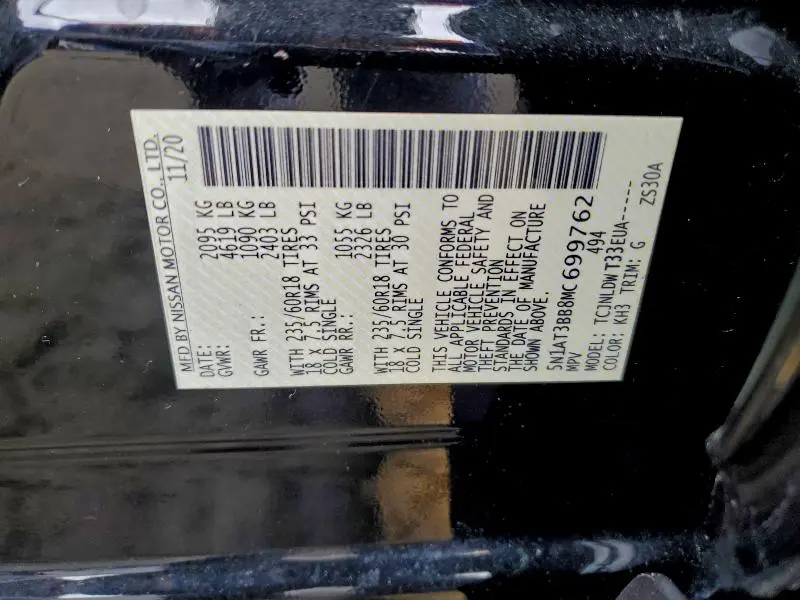 MFD BY NISSAN MOTOR CO., LTD.
DATE: 11/20
GVWR: 2095 KG
4619 LB
GAWR FR.: 1090 KG
2403 LB
WITH 235/60R18 TIRES
18 X 7.5 RIMS AT 33 PSI
COLD SINGLE
GAWR RR.: 1055 KG
2326 LB
WITH 235/60R18 TIRES
18 X 7.5 RIMS AT 30 PSI
COLD SINGLE
THIS VEHICLE CONFORMS TO
ALL APPLICABLE FEDERAL
MOTOR VEHICLE SAFETY AND
THEFT PREVENTION
STANDARDS IN EFFECT ON
THE DATE OF MANUFACTURE
SHOWN ABOVE.
5N1AT3BB8MC699762
MPV 494
MODEL: TCJNLDWT33EUA-----
COLOR: KH3 TRIM: G ZS30A